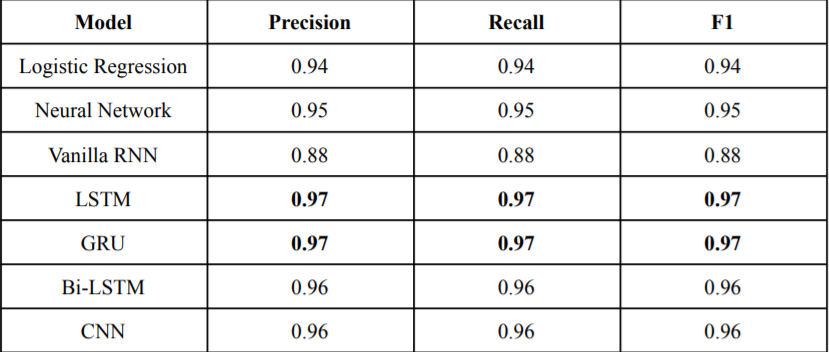 Model Precision Recall F1
Logistic Regression 0.94 0.94 0.94
Neural Network 0.95 0.95 0.95
Vanilla RNN 0.88 0.88 0.88
LSTM 0.97 0.97 0.97
GRU 0.97 0.97 0.97
Bi-LSTM 0.96 0.96 0.96
CNN 0.96 0.96 0.96